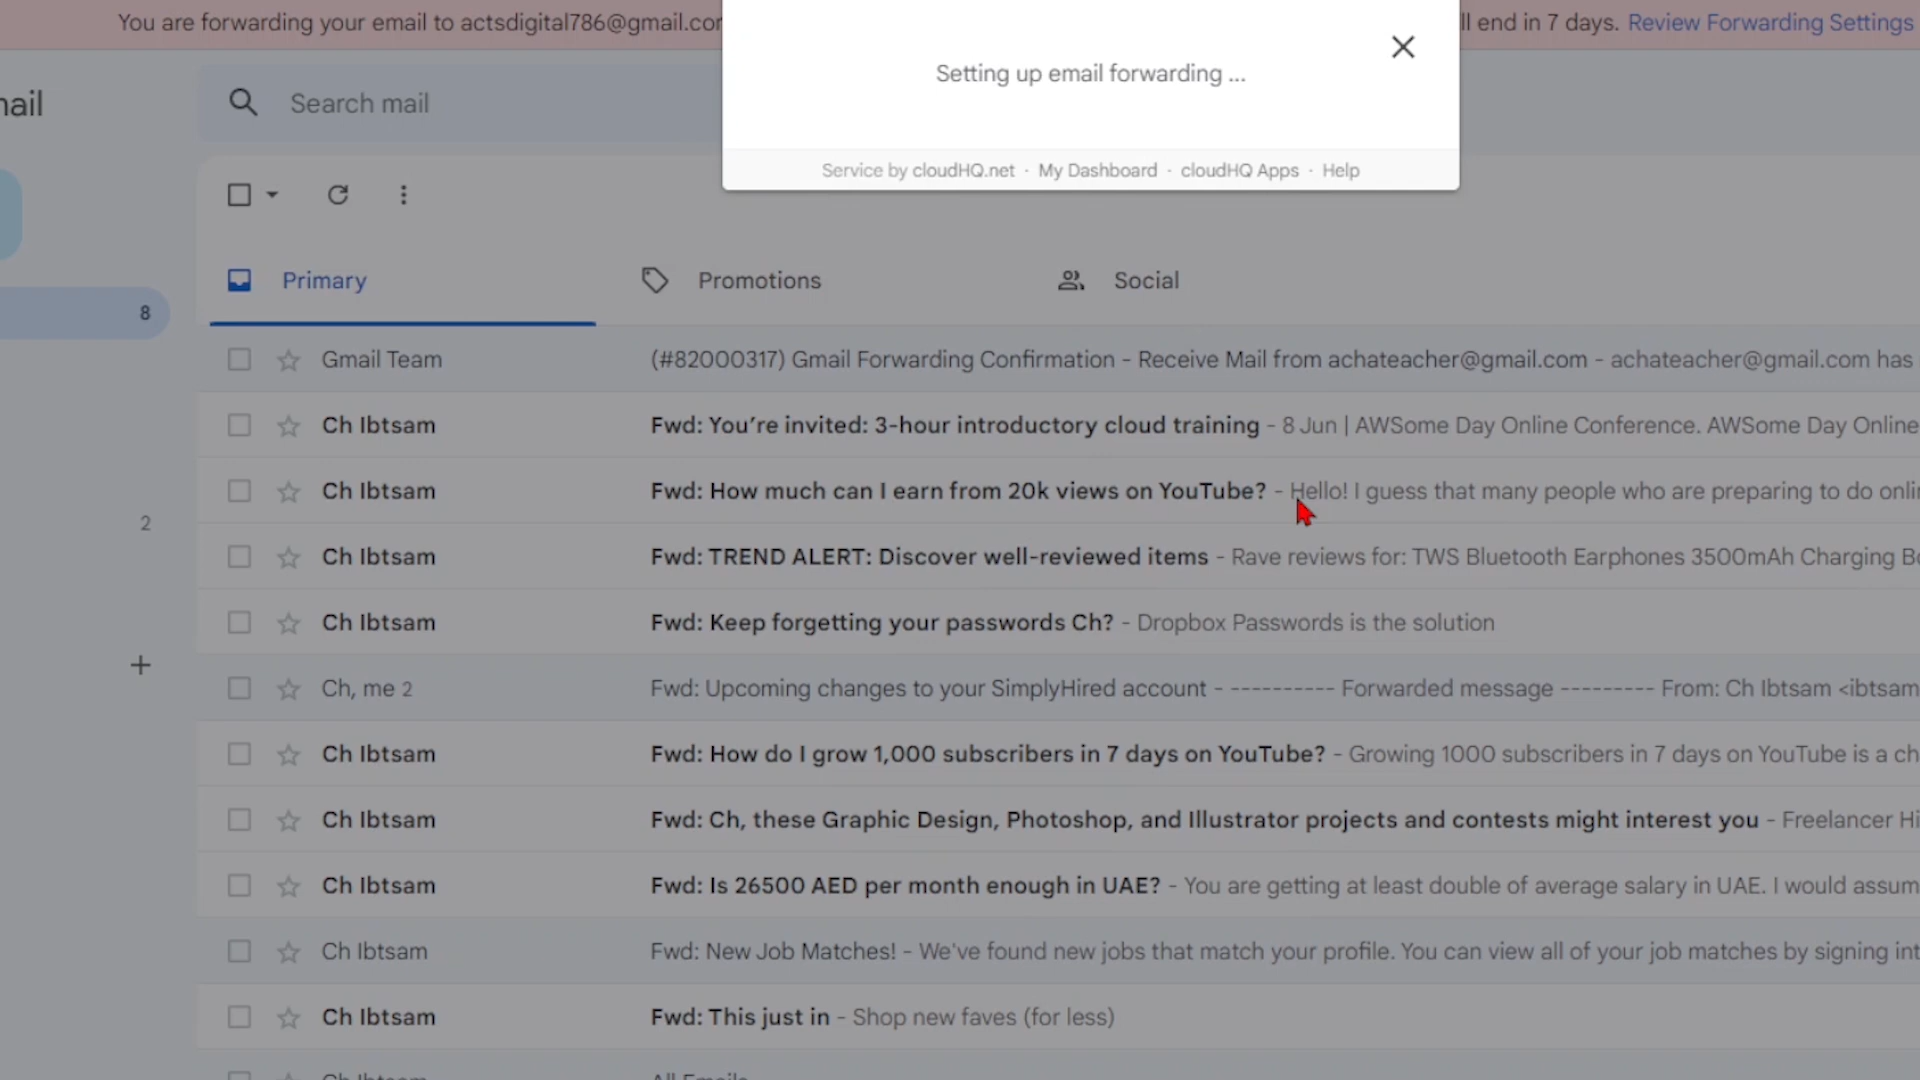 You are forwarding your email to actsdigital786@gmail.com
ll end in 7 days. Review Forwarding Settings
Setting up email forwarding ...
Service by cloudHQ.net · My Dashboard · cloudHQ Apps · Help
mail
Search mail
8
2
Primary
Promotions
Social
Gmail Team (#82000317) Gmail Forwarding Confirmation - Receive Mail from achateacher@gmail.com - achateacher@gmail.com has
Ch Ibtsam Fwd: You’re invited: 3-hour introductory cloud training - 8 Jun | AWSome Day Online Conference. AWSome Day Online
Ch Ibtsam Fwd: How much can I earn from 20k views on YouTube? - Hello! I guess that many people who are preparing to do onli
Ch Ibtsam Fwd: TREND ALERT: Discover well-reviewed items - Rave reviews for: TWS Bluetooth Earphones 3500mAh Charging Bo
Ch Ibtsam Fwd: Keep forgetting your passwords Ch? - Dropbox Passwords is the solution
Ch, me 2 Fwd: Upcoming changes to your SimplyHired account - ---------- Forwarded message --------- From: Ch Ibtsam <ibtsam
Ch Ibtsam Fwd: How do I grow 1,000 subscribers in 7 days on YouTube? - Growing 1000 subscribers in 7 days on YouTube is a ch
Ch Ibtsam Fwd: Ch, these Graphic Design, Photoshop, and Illustrator projects and contests might interest you - Freelancer Hi
Ch Ibtsam Fwd: Is 26500 AED per month enough in UAE? - You are getting at least double of average salary in UAE. I would assum
Ch Ibtsam Fwd: New Job Matches! - We've found new jobs that match your profile. You can view all of your job matches by signing int
Ch Ibtsam Fwd: This just in - Shop new faves (for less)
Ch Ibtsam All Emails